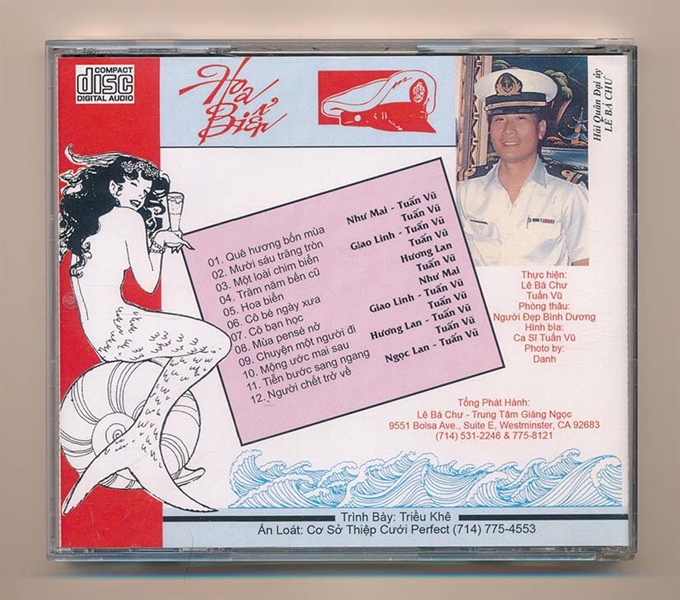 COMPACT
disc
DIGITAL AUDIO
Hoa
Biển
Hải Quân Đại úy
LÊ BÁ CHƯ
01. Quê hương bốn mùa Như Mai - Tuấn Vũ
02. Mười sáu trăng tròn Tuấn Vũ
03. Một loài chim biển Giao Linh - Tuấn Vũ
04. Trăm năm bến cũ Tuấn Vũ
05. Hoa biển Hương Lan
06. Cô bé ngày xưa Tuấn Vũ
07. Cô bạn học Như Mai
08. Mùa pensé nở Giao Linh - Tuấn Vũ
09. Chuyện một người đi Tuấn Vũ
10. Mộng ước mai sau Hương Lan - Tuấn Vũ
11. Tiễn bước sang ngang Tuấn Vũ
12. Người chết trở về Ngọc Lan - Tuấn Vũ
Thực hiện:
Lê Bá Chư
Tuấn Vũ
Phòng thâu:
Người Đẹp Bình Dương
Hình bìa:
Ca Sĩ Tuấn Vũ
Photo by:
Danh
Tổng Phát Hành:
Lê Bá Chư - Trung Tâm Giáng Ngọc
9551 Bolsa Ave., Suite E, Westminster, CA 92683
(714) 531-2246 & 775-8121
Trình Bày: Triều Khê
Ấn Loát: Cơ Sở Thiệp Cưới Perfect (714) 775-4553